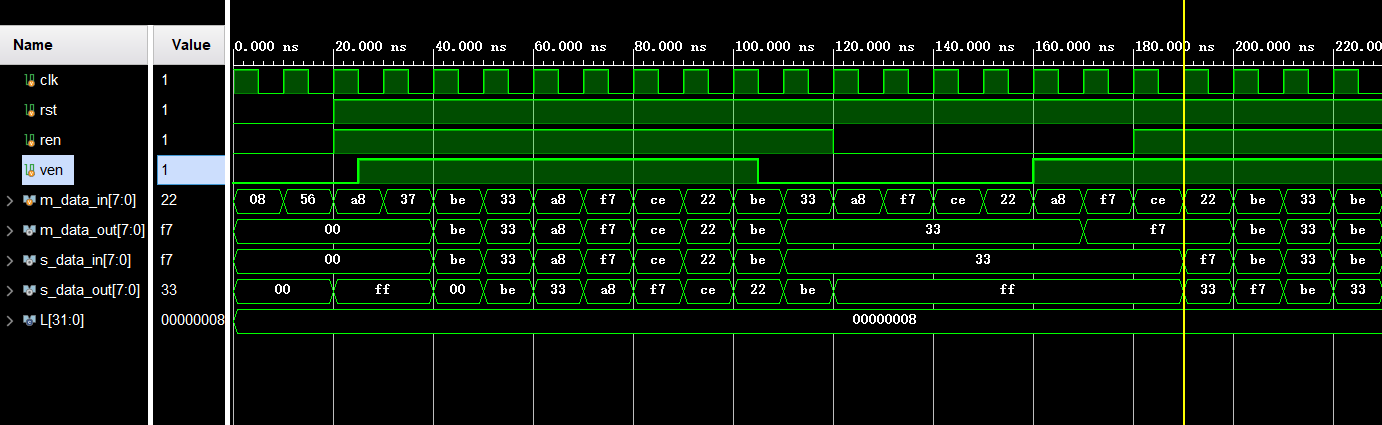 Name Value 0.000 ns 20.000 ns 40.000 ns 60.000 ns 80.000 ns 100.000 ns 120.000 ns 140.000 ns 160.000 ns 180.000 ns 200.000 ns 220.00
clk 1
rst 1
ren 1
ven 1
m_data_in[7:0] 22 08 56 a8 37 be 33 a8 f7 ce 22 be 33 a8 f7 ce 22 a8 f7 ce 22 be 33 be
m_data_out[7:0] f7 00 be 33 a8 f7 ce 22 be 33 f7 be 33 be
s_data_in[7:0] f7 00 be 33 a8 f7 ce 22 be 33 f7 be 33 be
s_data_out[7:0] 33 00 ff 00 be 33 a8 f7 ce 22 be ff 33 f7 be 33
L[31:0] 00000008 00000008